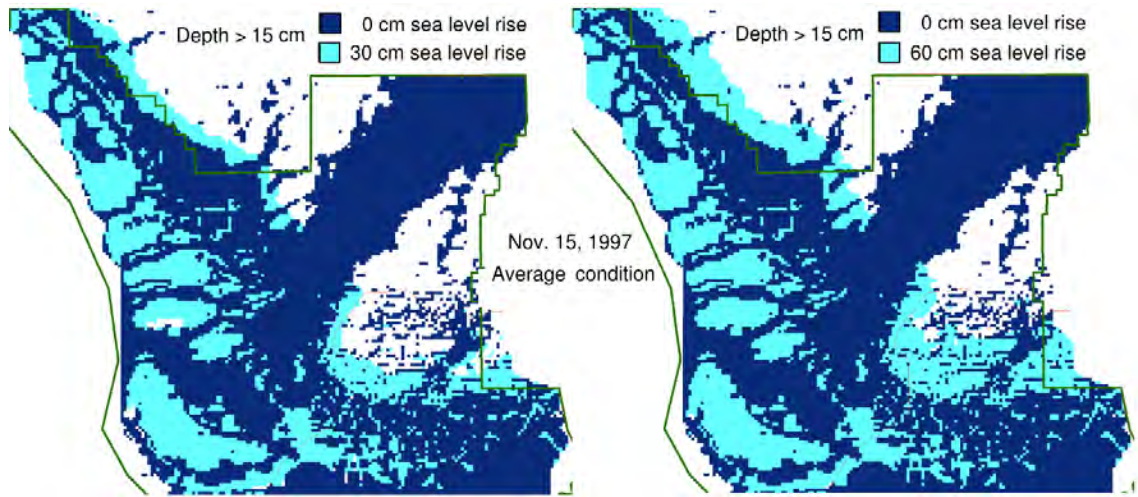 Depth > 15 cm
0 cm sea level rise
30 cm sea level rise
Depth > 15 cm
0 cm sea level rise
60 cm sea level rise
Nov. 15, 1997
Average condition